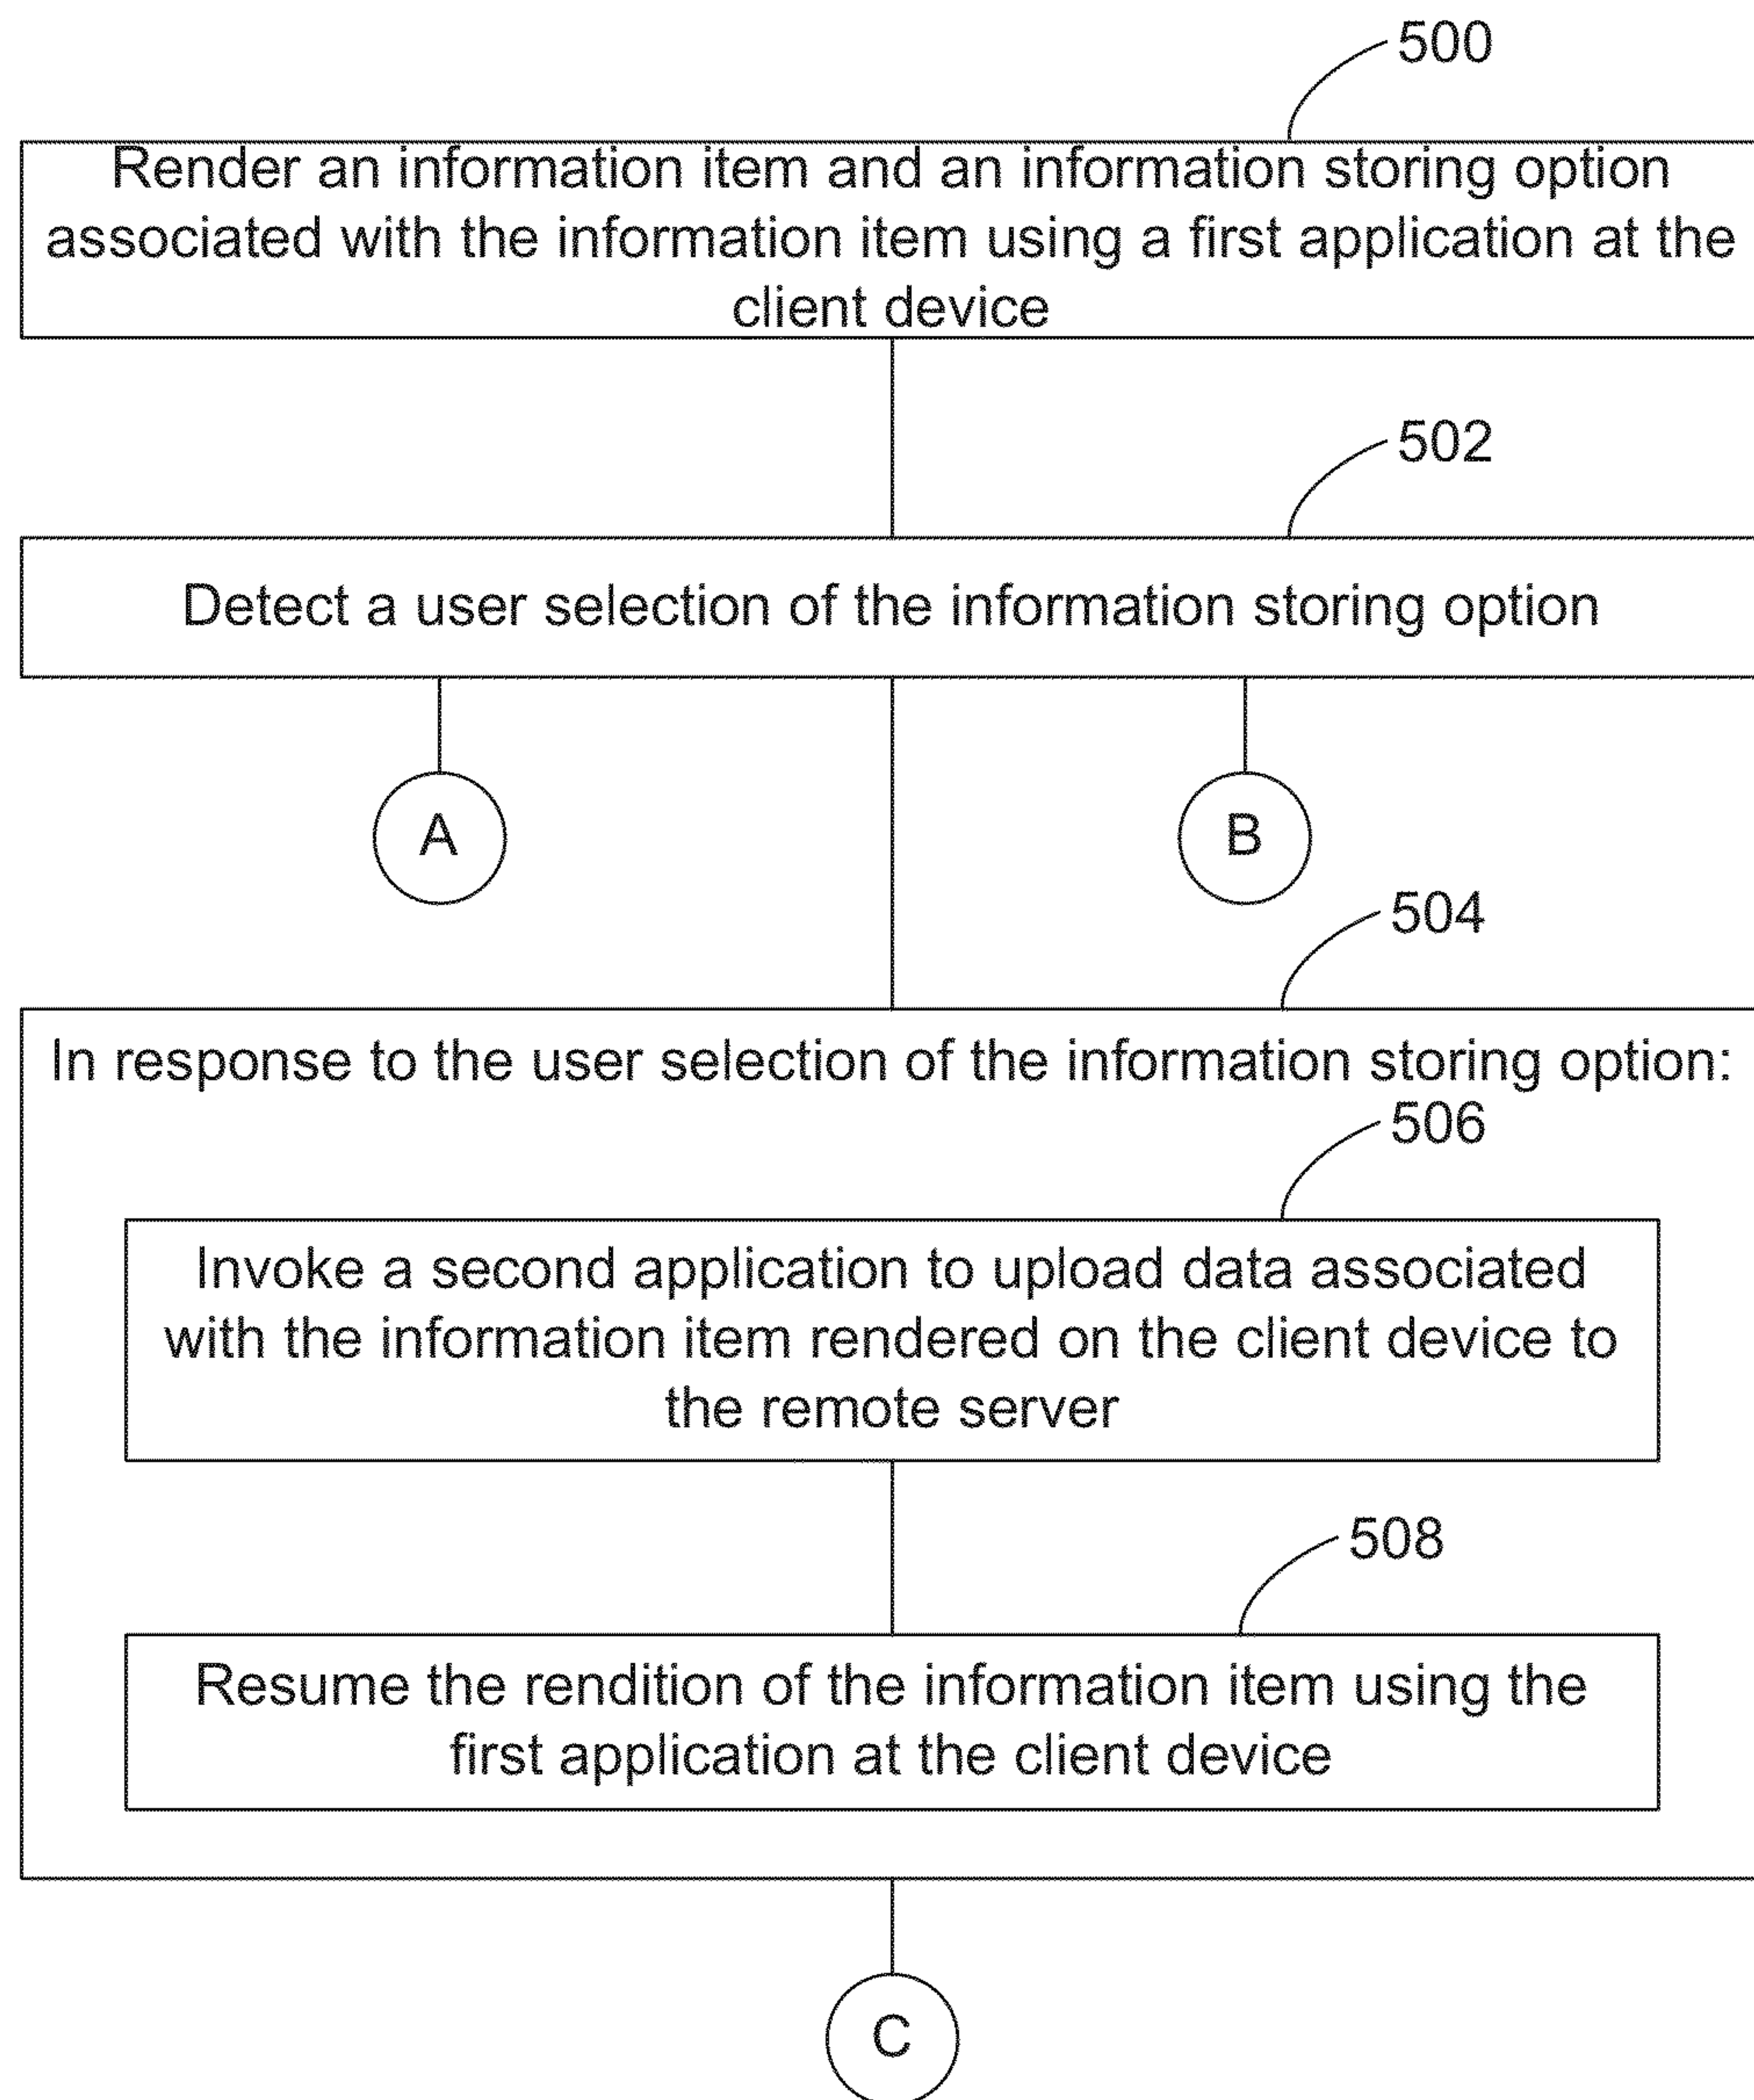 500
Render an information item and an information storing option
associated with the information item using a first application at the
client device
502
Detect a user selection of the information storing option
A
B
504
In response to the user selection of the information storing option:
506
Invoke a second application to upload data associated
with the information item rendered on the client device to
the remote server
508
Resume the rendition of the information item using the
first application at the client device
C